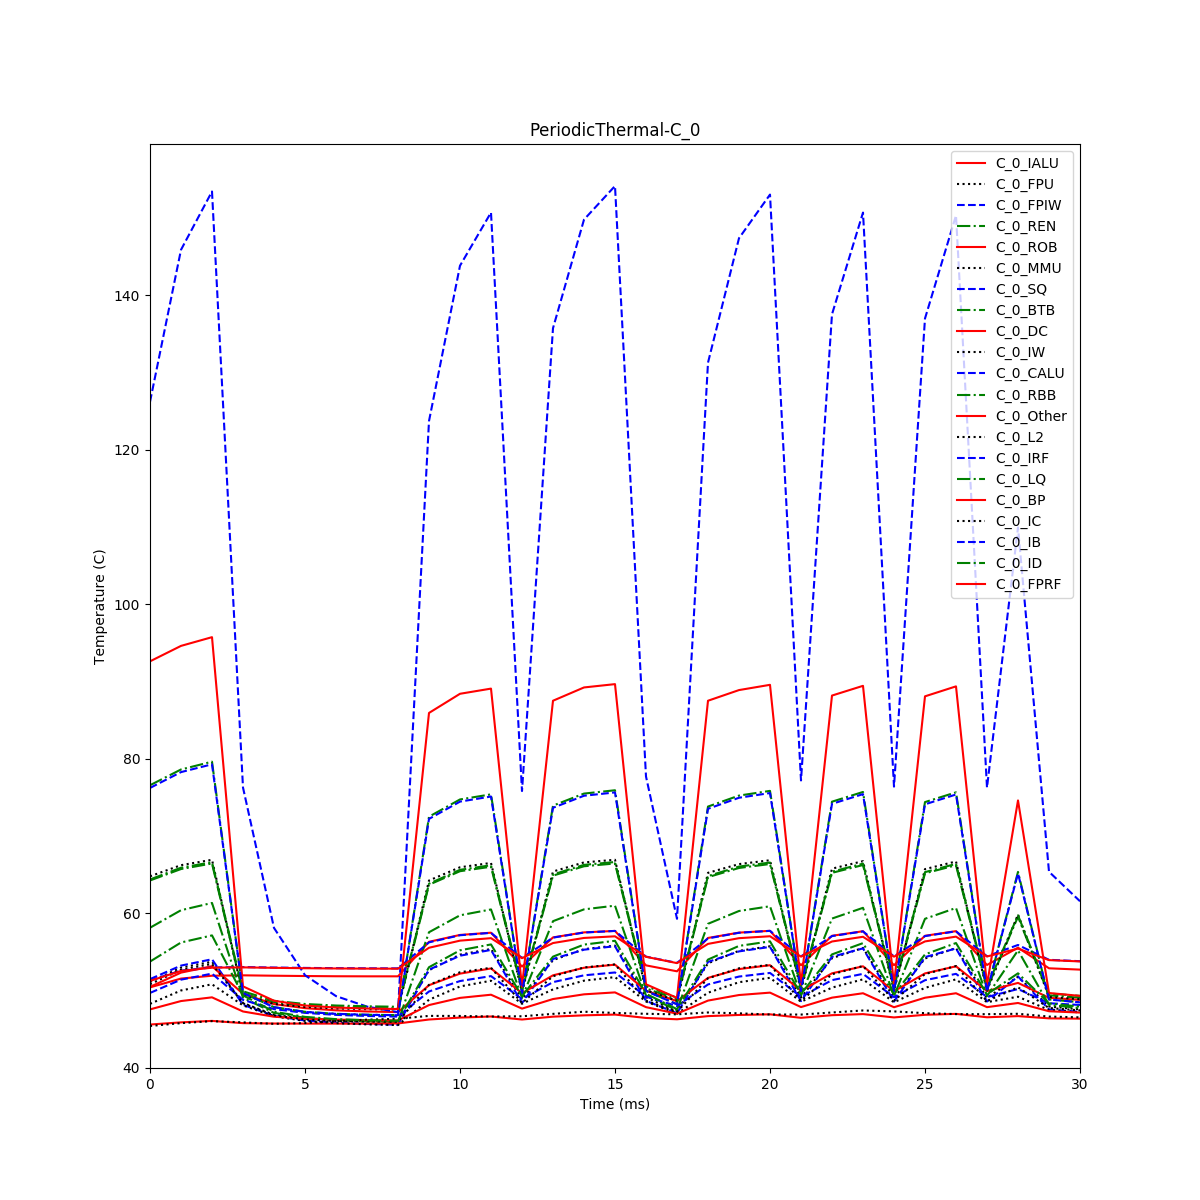 PeriodicThermal-C_0
C_0_IALU
C_0_FPU
C_0_FPIW
C_0_REN
C_0_ROB
C_0_MMU
C_0_SQ
C_0_BTB
C_0_DC
C_0_IW
C_0_CALU
C_0_RBB
C_0_Other
C_0_L2
C_0_IRF
C_0_LQ
C_0_BP
C_0_IC
C_0_IB
C_0_ID
C_0_FPRF
140
120
100
80
60
40
Temperature (C)
0 5 10 15 20 25 30
Time (ms)